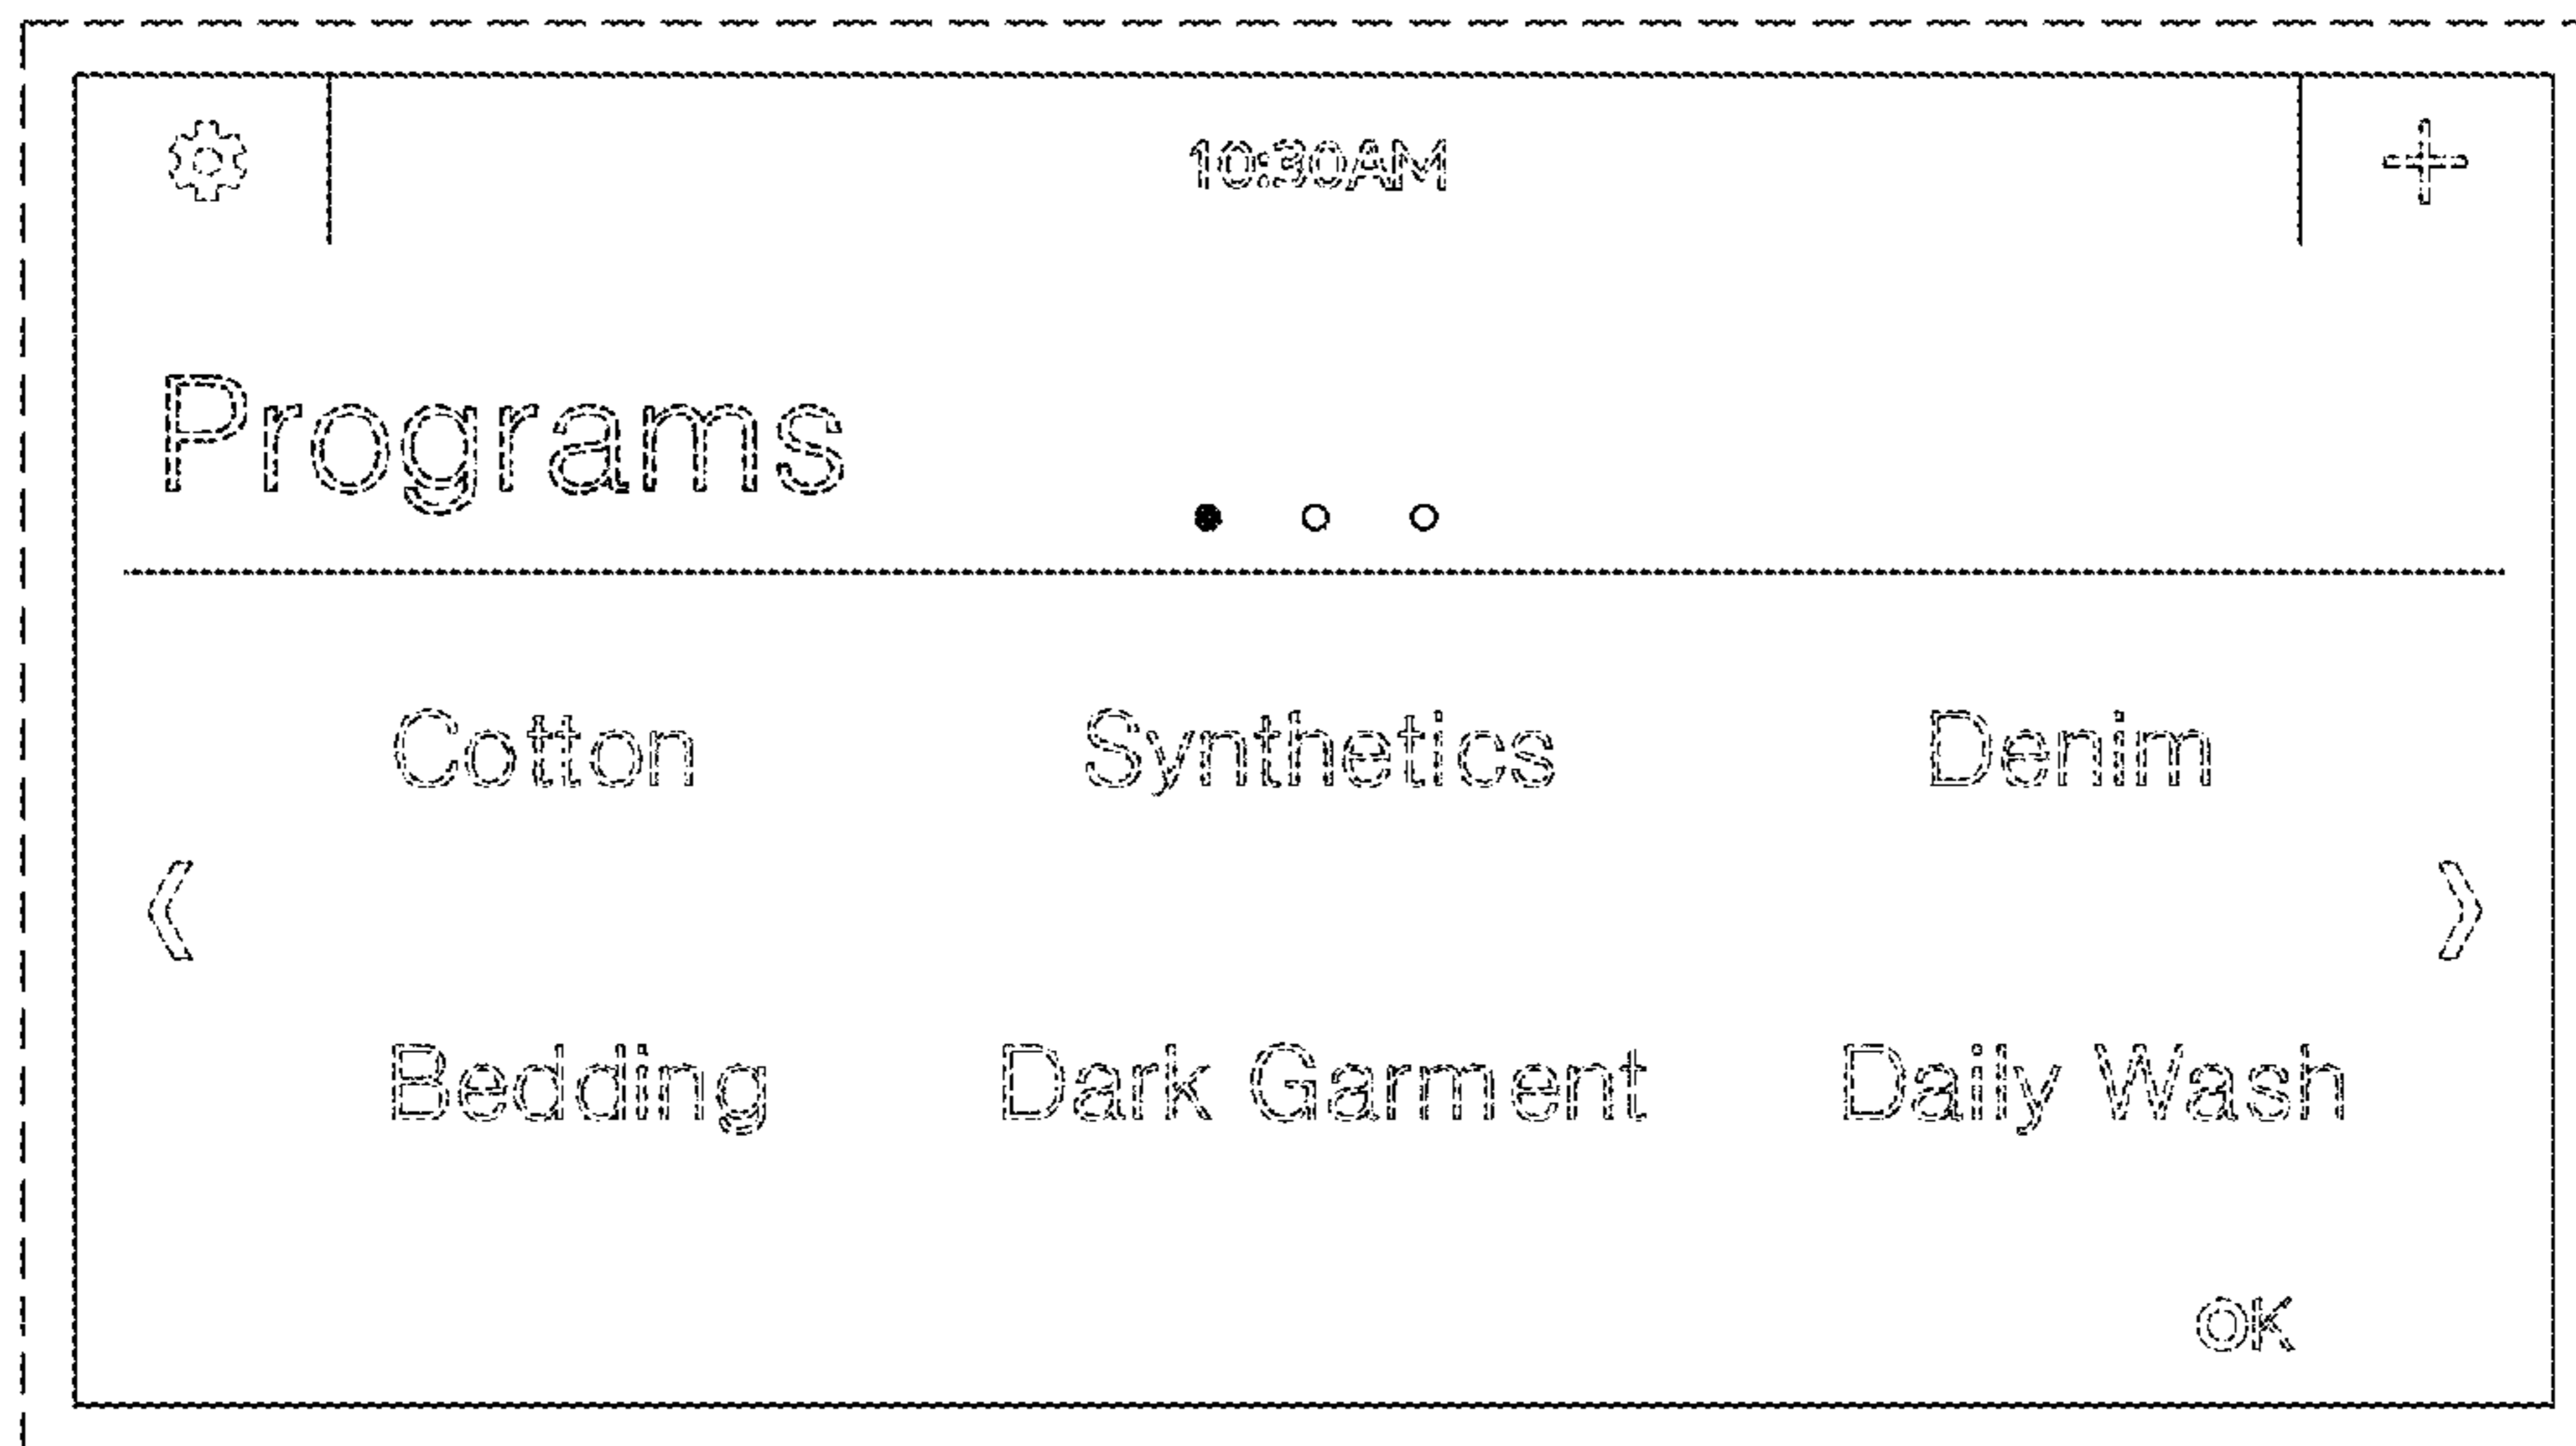 10:30AM
Programs
Cotton Synthetics Denim
Bedding Dark Garment Daily Wash
OK